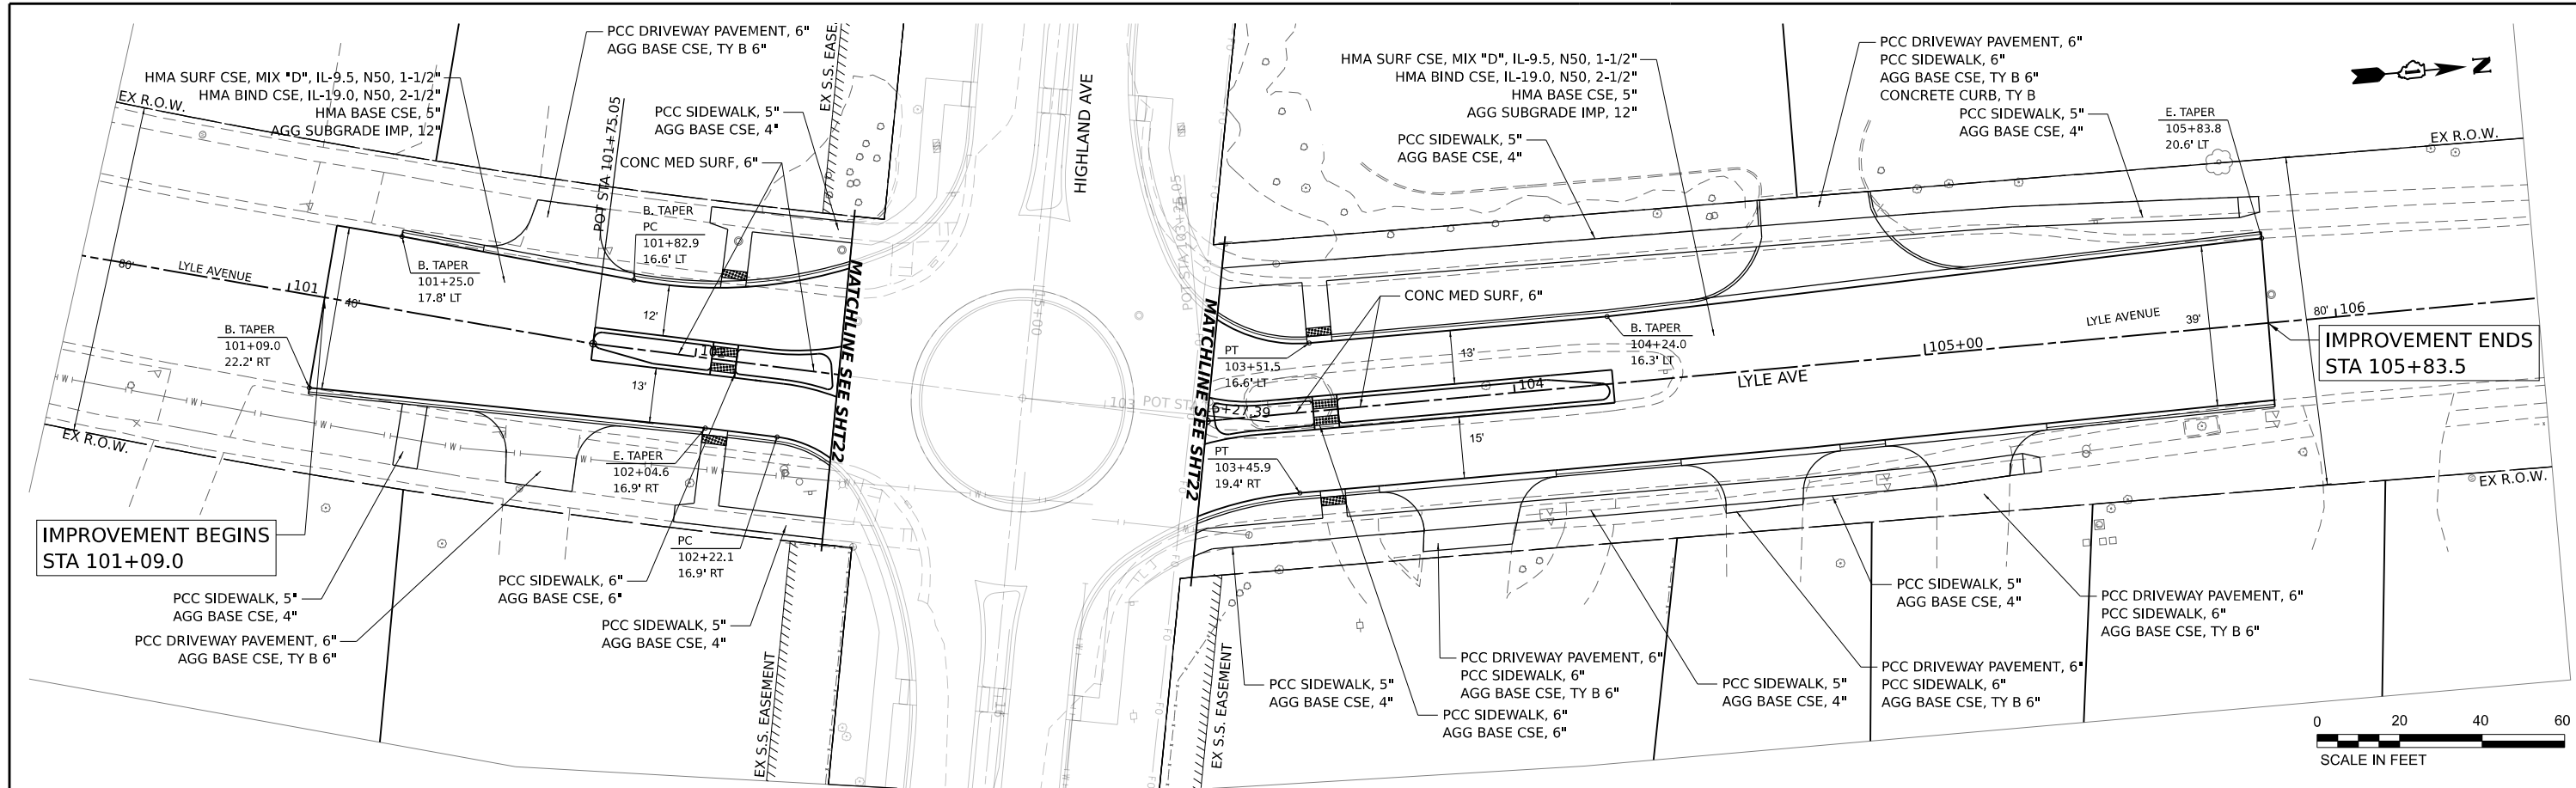 HMA SURF CSE, MIX "D", IL-9.5, N50, 1-1/2"
HMA BIND CSE, IL-19.0, N50, 2-1/2"
HMA BASE CSE, 5"
AGG SUBGRADE IMP, 12"
EX R.O.W.
PCC DRIVEWAY PAVEMENT, 6"
AGG BASE CSE, TY B 6"
POT STA 101+75.05
PCC SIDEWALK, 5"
AGG BASE CSE, 4"
CONC MED SURF, 6"
EX S.S. EASE
HIGHLAND AVE
B. TAPER
PC
101+82.9
16.6' LT
80'
LYLE AVENUE
101
40'
B. TAPER
101+25.0
17.8' LT
B. TAPER
101+09.0
22.2' RT
12'
13'
102
MATCHLINE SEE SHT22
E. TAPER
102+04.6
16.9' RT
PC
102+22.1
16.9' RT
EX R.O.W.
IMPROVEMENT BEGINS
STA 101+09.0
PCC SIDEWALK, 5"
AGG BASE CSE, 4"
PCC DRIVEWAY PAVEMENT, 6"
AGG BASE CSE, TY B 6"
PCC SIDEWALK, 6"
AGG BASE CSE, 6"
PCC SIDEWALK, 5"
AGG BASE CSE, 4"
EX S.S. EASEMENT
115+00
116
103
POT STA 103+25.05
POT STA
5+27.39
HMA SURF CSE, MIX "D", IL-9.5, N50, 1-1/2"
HMA BIND CSE, IL-19.0, N50, 2-1/2"
HMA BASE CSE, 5"
AGG SUBGRADE IMP, 12"
PCC SIDEWALK, 5"
AGG BASE CSE, 4"
PCC DRIVEWAY PAVEMENT, 6"
PCC SIDEWALK, 6"
AGG BASE CSE, TY B 6"
CONCRETE CURB, TY B
PCC SIDEWALK, 5"
AGG BASE CSE, 4"
E. TAPER
105+83.8
20.6' LT
N
EX R.O.W.
CONC MED SURF, 6"
MATCHLINE SEE SHT22
PT
103+51.5
16.6' LT
13'
104
B. TAPER
104+24.0
16.3' LT
105+00
LYLE AVE
LYLE AVENUE
39'
80'
106
IMPROVEMENT ENDS
STA 105+83.5
PT
103+45.9
19.4' RT
15'
EX R.O.W.
EX S.S. EASEMENT
PCC SIDEWALK, 5"
AGG BASE CSE, 4"
PCC DRIVEWAY PAVEMENT, 6"
PCC SIDEWALK, 6"
AGG BASE CSE, TY B 6"
PCC SIDEWALK, 6"
AGG BASE CSE, 6"
PCC SIDEWALK, 5"
AGG BASE CSE, 4"
PCC SIDEWALK, 5"
AGG BASE CSE, 4"
PCC DRIVEWAY PAVEMENT, 6"
PCC SIDEWALK, 6"
AGG BASE CSE, TY B 6"
PCC DRIVEWAY PAVEMENT, 6"
PCC SIDEWALK, 6"
AGG BASE CSE, TY B 6"
0 20 40 60
SCALE IN FEET